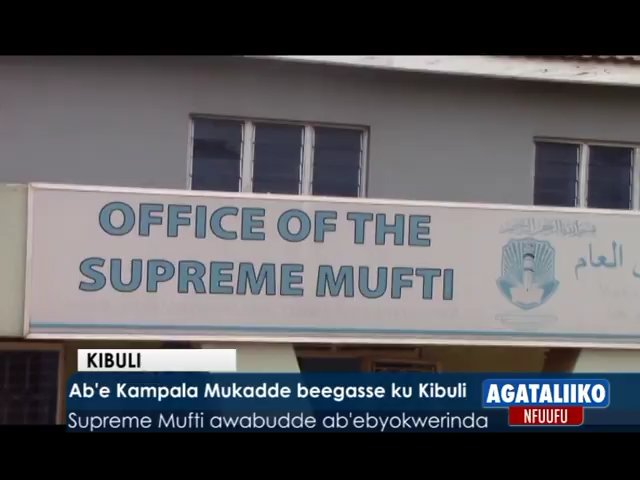 OFFICE OF THE
SUPREME MUFTI
العام
KIBULI
Ab'e Kampala Mukadde beegasse ku Kibuli
Supreme Mufti awabudde ab'ebyokwerinda
AGATALIIKO
NFUUFU